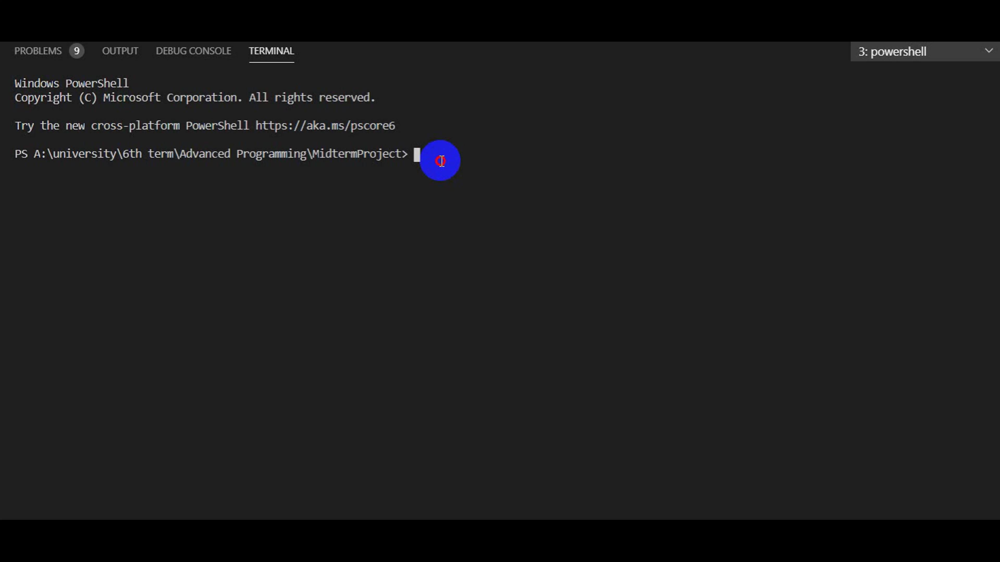 PROBLEMS 9 OUTPUT DEBUG CONSOLE TERMINAL 3: powershell
Windows PowerShell
Copyright (C) Microsoft Corporation. All rights reserved.
Try the new cross-platform PowerShell https://aka.ms/pscore6
PS A:\university\6th term\Advanced Programming\MidtermProject>